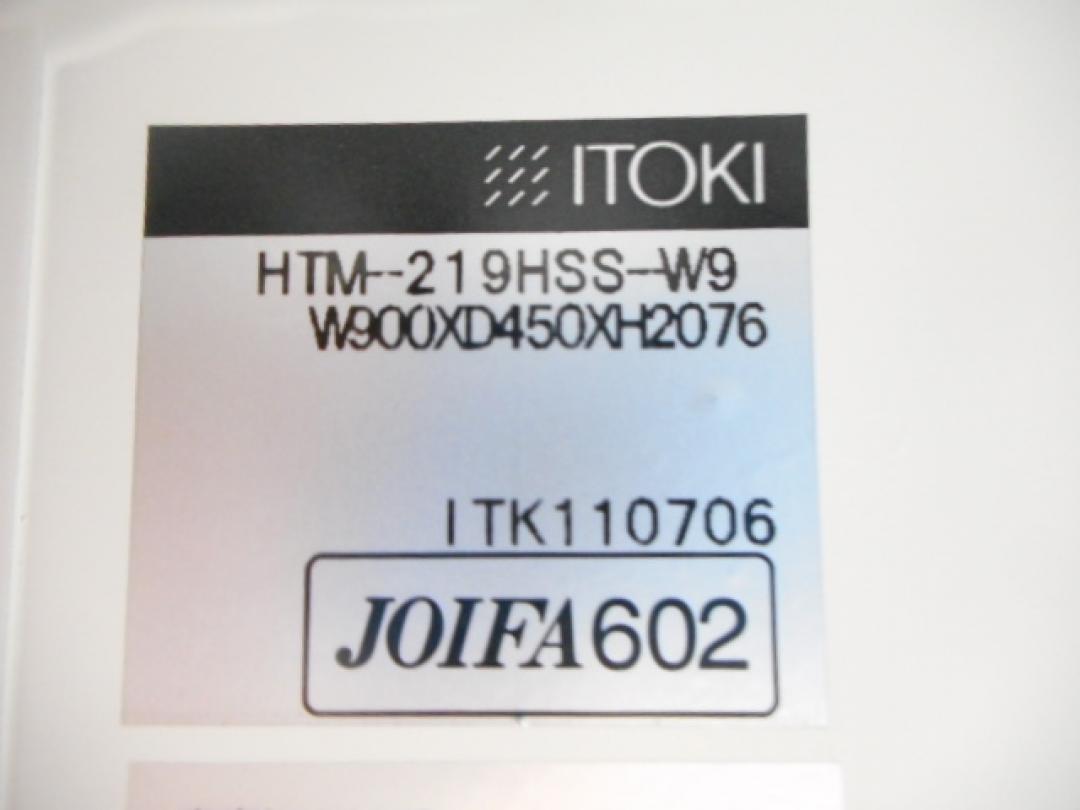 ITOKI
HTM-219HSS-W9
W900XD450XH2076
ITK110706
JOIFA602